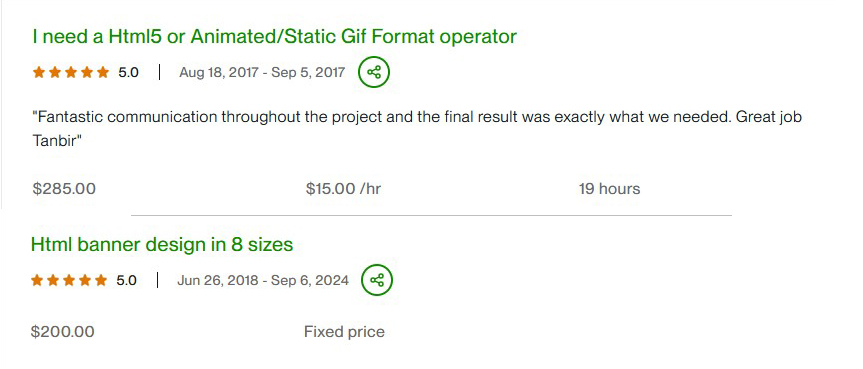 I need a Html5 or Animated/Static Gif Format operator
5.0 | Aug 18, 2017 - Sep 5, 2017
"Fantastic communication throughout the project and the final result was exactly what we needed. Great job
Tanbir"
$285.00 $15.00 /hr 19 hours
Html banner design in 8 sizes
5.0 | Jun 26, 2018 - Sep 6, 2024
$200.00 Fixed price